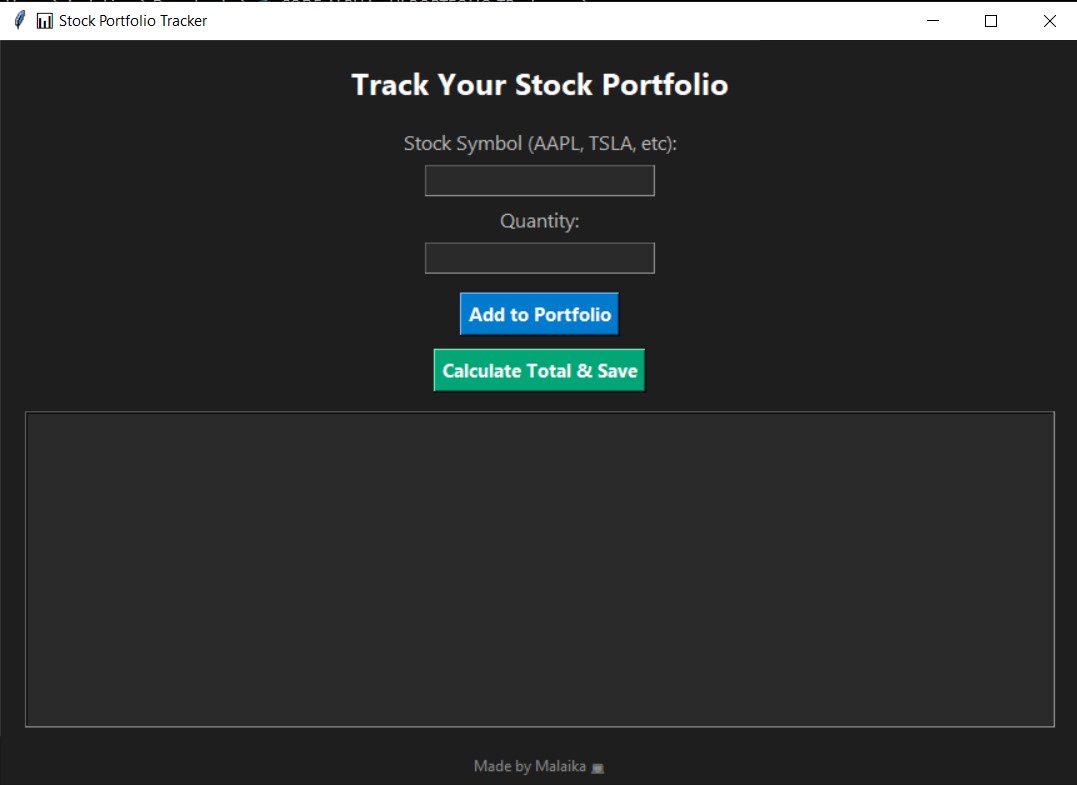 Stock Portfolio Tracker
Track Your Stock Portfolio
Stock Symbol (AAPL, TSLA, etc):
Quantity:
Add to Portfolio
Calculate Total & Save
Made by Malaika